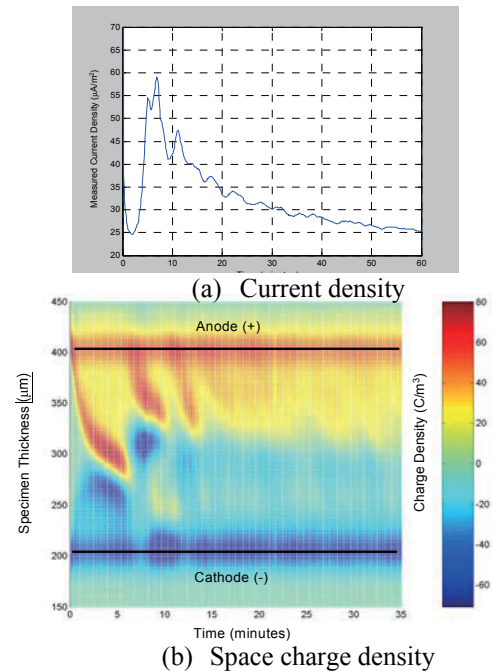 70
65
60
55
50
45
40
35
30
25
20
Measured Current Density (µA/m²)
0 10 20 30 40 50 60
(a) Current density
450
400
350
300
250
200
150
Specimen Thickness (µm)
Anode (+)
Cathode (-)
0 5 10 15 20 25 30 35
Time (minutes)
80
60
40
20
0
-20
-40
-60
Charge Density (C/m³)
(b) Space charge density